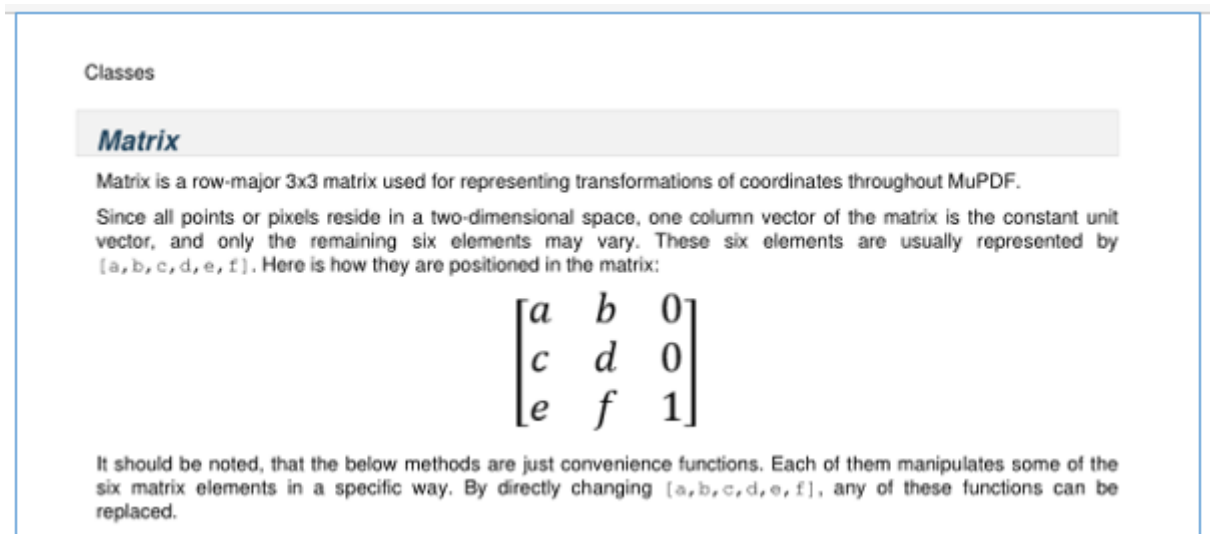 Classes
Matrix
Matrix is a row-major 3x3 matrix used for representing transformations of coordinates throughout MuPDF.
Since all points or pixels reside in a two-dimensional space, one column vector of the matrix is the constant unit
vector, and only the remaining six elements may vary. These six elements are usually represented by
[a,b,c,d,e,f]. Here is how they are positioned in the matrix:
a b 0
c d 0
e f 1
It should be noted, that the below methods are just convenience functions. Each of them manipulates some of the
six matrix elements in a specific way. By directly changing [a,b,c,d,e,f], any of these functions can be
replaced.